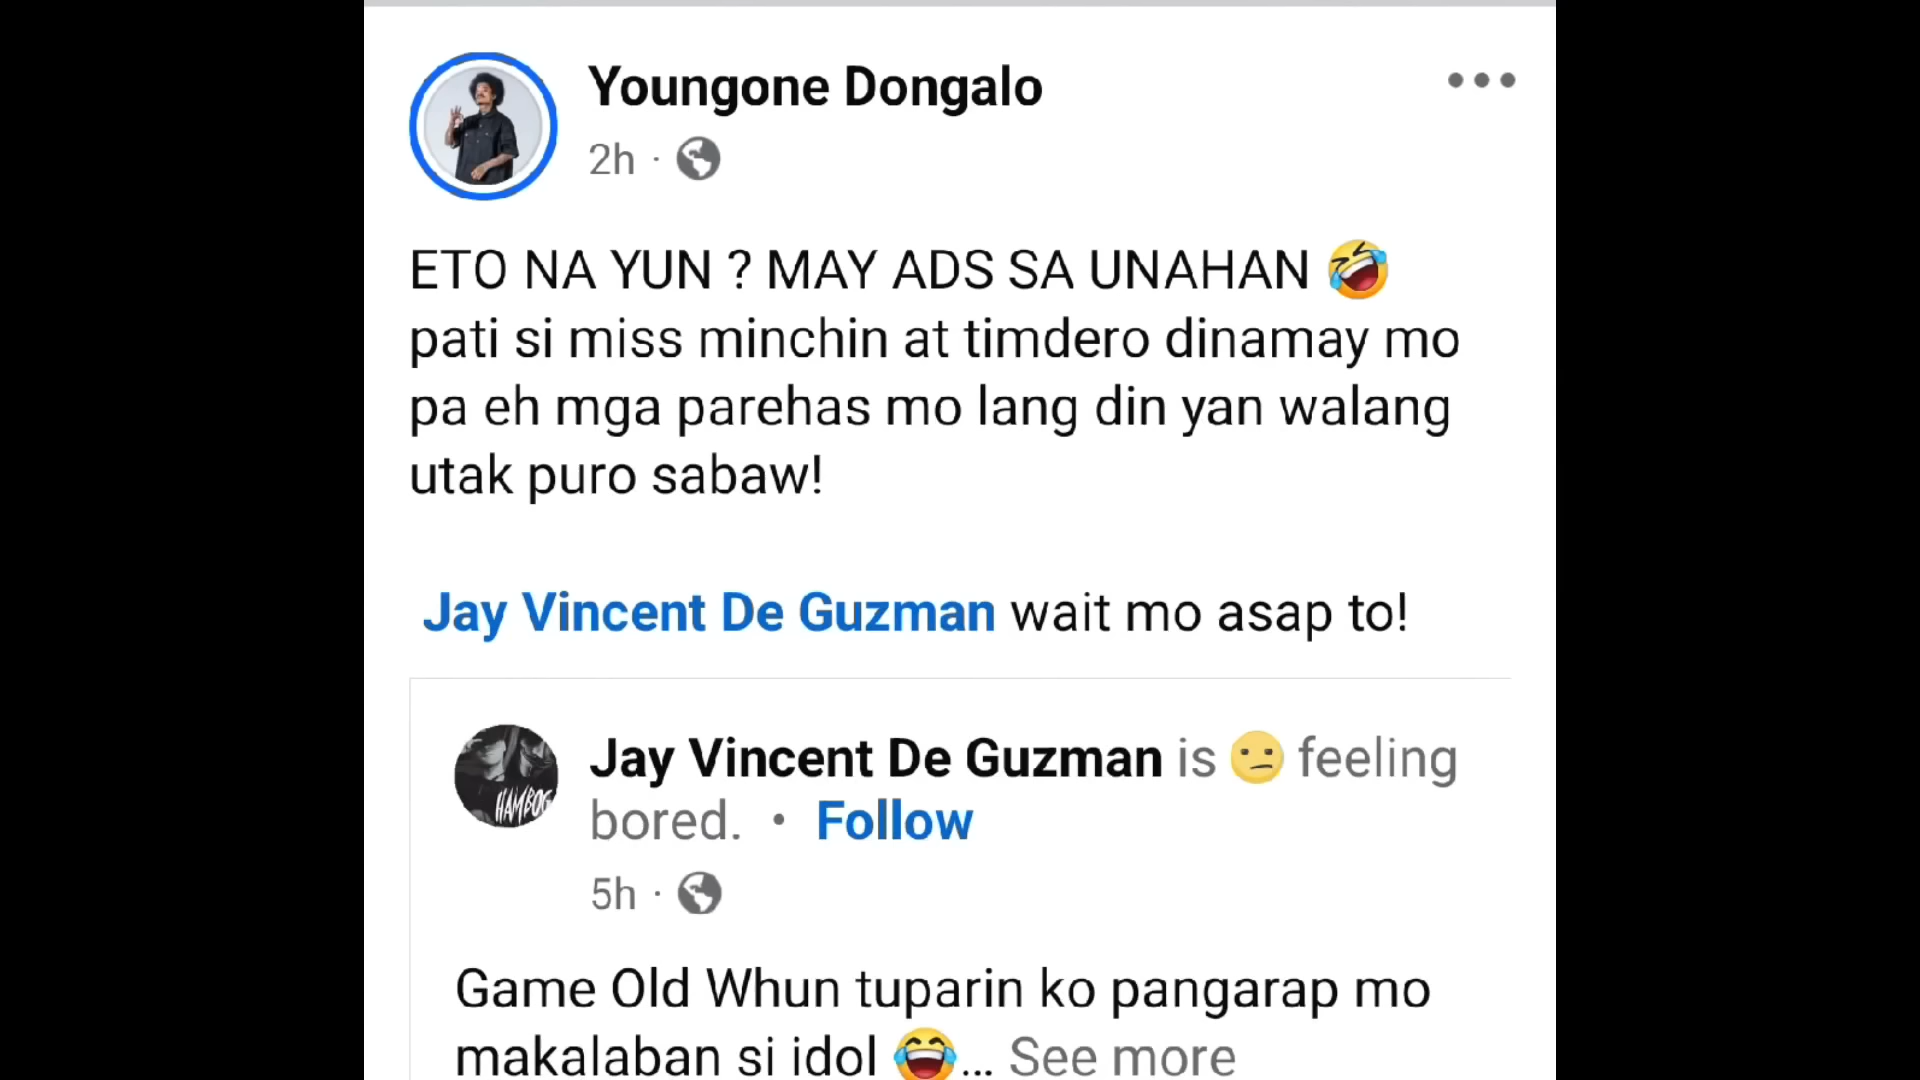 Youngone Dongalo
2h ·
ETO NA YUN ? MAY ADS SA UNAHAN 🤣
pati si miss minchin at timdero dinamay mo
pa eh mga parehas mo lang din yan walang
utak puro sabaw!
Jay Vincent De Guzman wait mo asap to!
HAMBOG
Jay Vincent De Guzman is 😕 feeling
bored. • Follow
5h ·
Game Old Whun tuparin ko pangarap mo
makalaban si idol 😂... See more